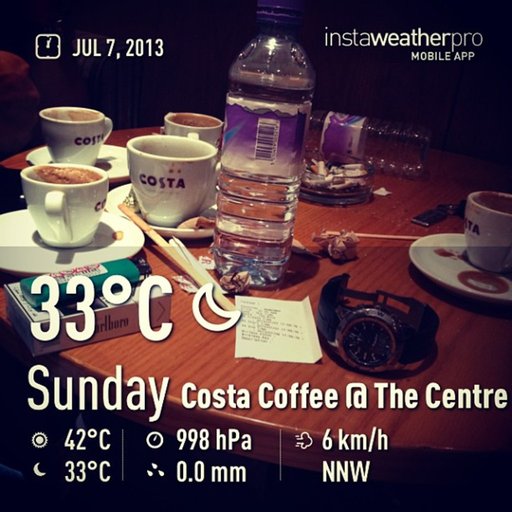 JUL 7, 2013
instaweatherpro
MOBILE APP
COSTA
COSTA
Marlboro
33°C
Sunday Costa Coffee @ The Centre
42°C 998 hPa 6 km/h
33°C 0.0 mm NNW